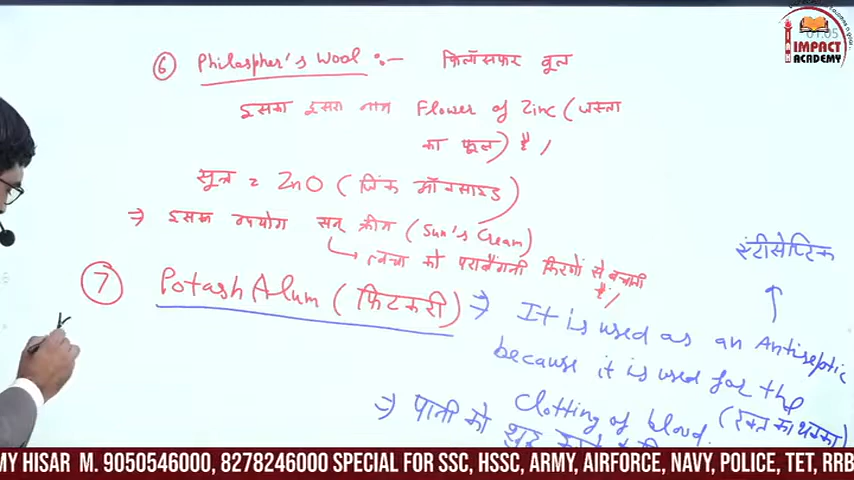 IMPACT
ACADEMY
⑥ Philaspher's Wool :- फिलॉसफर वूल
इसका दूसरा नाम Flower of Zinc (जस्ता
का फूल) है /
सूत्र = ZnO (जिंक ऑक्साइड)
⇒ इसका उपयोग सन् क्रीम (Sun's Cream)
↳ त्वचा को पराबैंगनी किरणों से बचाती
है /
⑦ Potash Alum (फिटकरी) ⇒ It is used as an Antiseptic
एंटीसेप्टिक
because it is used for the
Clotting of blood. (रक्त का थक्का)
⇒ पानी को शुद्ध
MY HISAR M. 9050546000, 8278246000 SPECIAL FOR SSC, HSSC, ARMY, AIRFORCE, NAVY, POLICE, TET, RRB